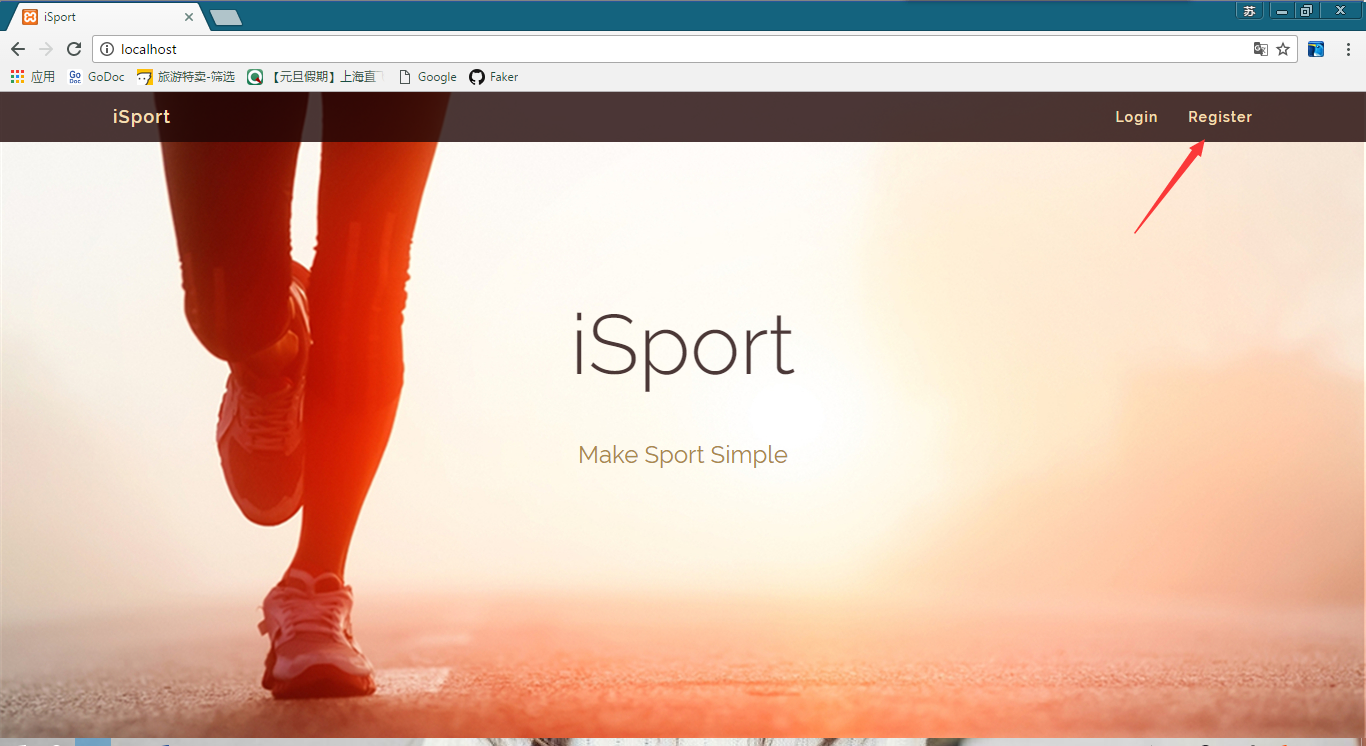 iSport
苏
localhost
应用 GoDoc 旅游特卖-筛选 【元旦假期】上海直 Google Faker
iSport Login Register
iSport
Make Sport Simple